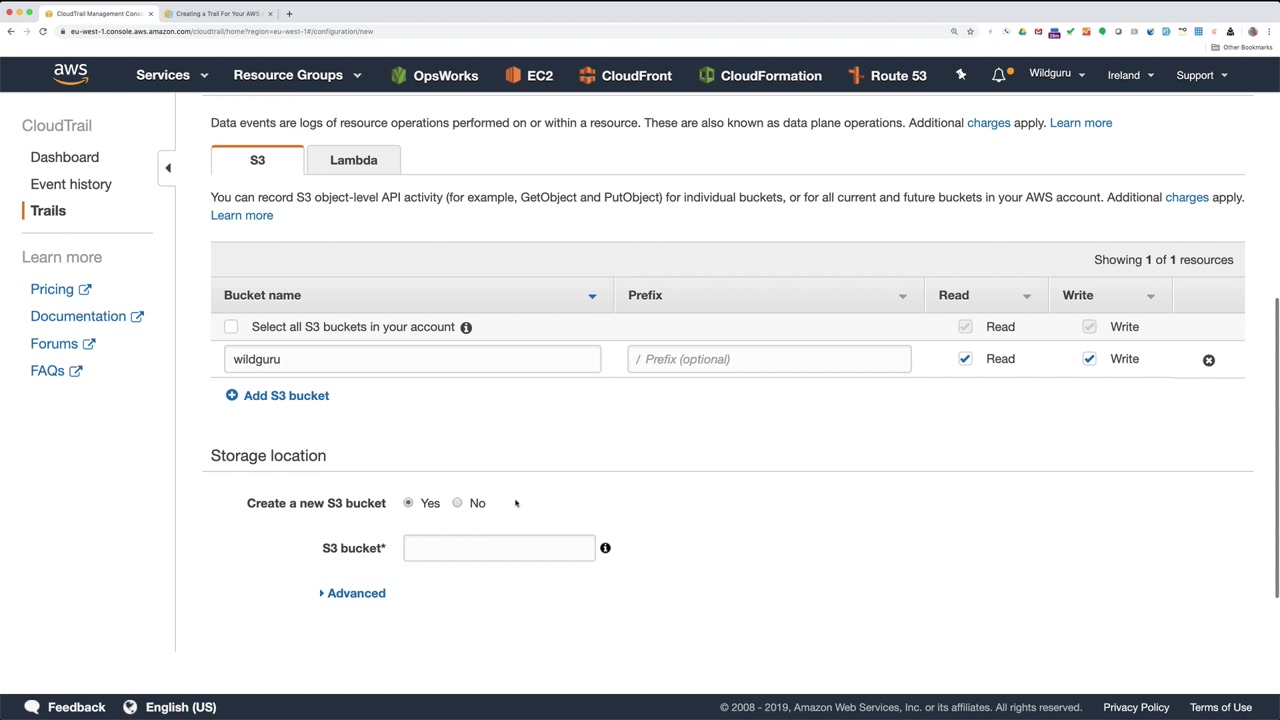 CloudTrail Management Cons
Creating a Trail For Your AWS
eu-west-1.console.aws.amazon.com/cloudtrail/home?region=eu-west-1#/configuration/new
Other Bookmarks
aws
Services
Resource Groups
OpsWorks
EC2
CloudFront
CloudFormation
Route 53
Wildguru
Ireland
Support
CloudTrail
Dashboard
Event history
Trails
Learn more
Pricing
Documentation
Forums
FAQs
Data events are logs of resource operations performed on or within a resource. These are also known as data plane operations. Additional charges apply. Learn more
S3
Lambda
You can record S3 object-level API activity (for example, GetObject and PutObject) for individual buckets, or for all current and future buckets in your AWS account. Additional charges apply.
Learn more
Showing 1 of 1 resources
Bucket name
Prefix
Read
Write
Select all S3 buckets in your account
Read
Write
wildguru
/ Prefix (optional)
Read
Write
Add S3 bucket
Storage location
Create a new S3 bucket
Yes
No
S3 bucket*
Advanced
Feedback
English (US)
© 2008 - 2019, Amazon Web Services, Inc. or its affiliates. All rights reserved.
Privacy Policy
Terms of Use